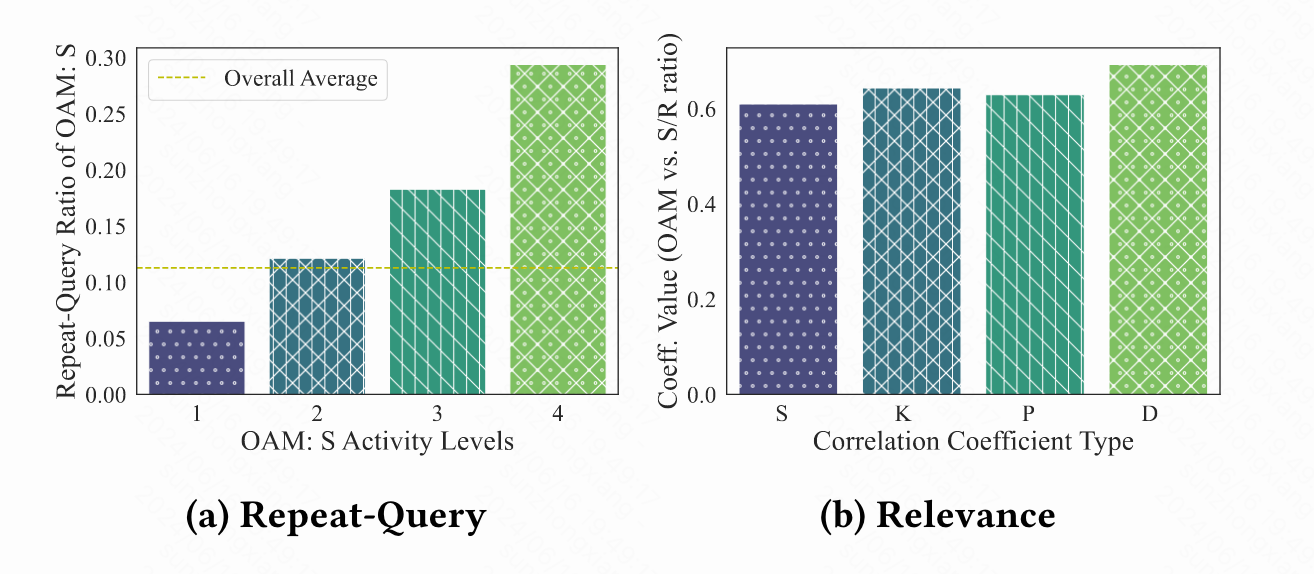 Repeat-Query Ratio of OAM: S
0.30
0.25
0.20
0.15
0.10
0.05
0.00
Overall Average
1 2 3 4
OAM: S Activity Levels
(a) Repeat-Query
Coeff. Value (OAM vs. S/R ratio)
0.6
0.4
0.2
0.0
S K P D
Correlation Coefficient Type
(b) Relevance